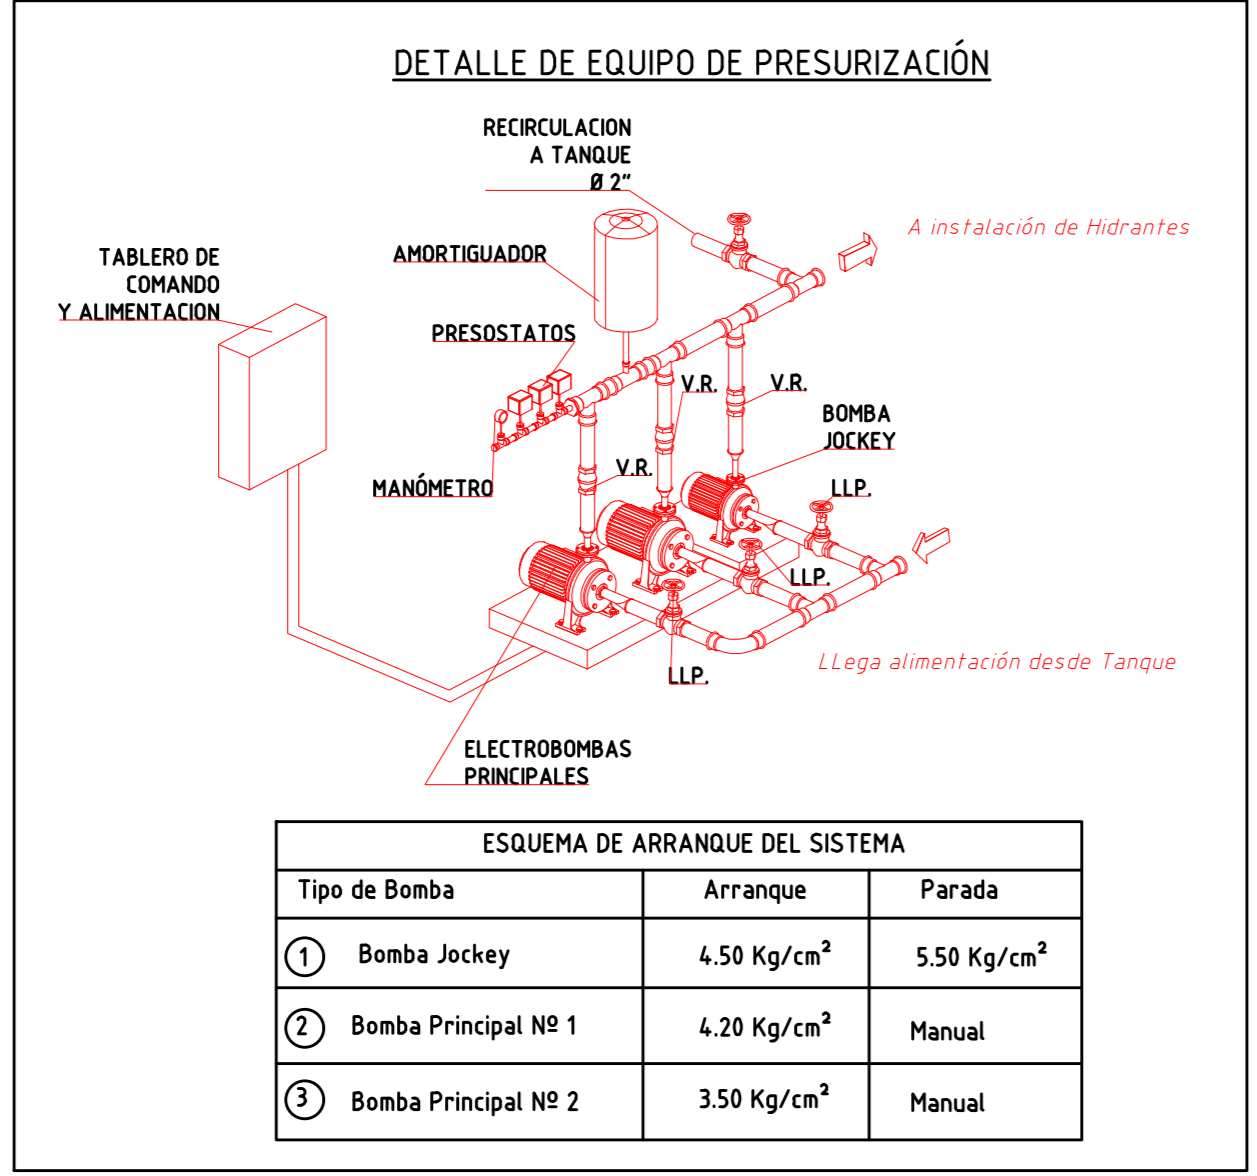 DETALLE DE EQUIPO DE PRESURIZACIÓN
RECIRCULACION
A TANQUE
Ø 2"
A instalación de Hidrantes
TABLERO DE
COMANDO
Y ALIMENTACION
AMORTIGUADOR
PRESOSTATOS
V.R.
V.R.
BOMBA
JOCKEY
V.R.
MANÓMETRO
LLP.
LLP.
LLega alimentación desde Tanque
LLP.
ELECTROBOMBAS
PRINCIPALES
ESQUEMA DE ARRANQUE DEL SISTEMA
Tipo de Bomba Arranque Parada
1 Bomba Jockey 4.50 Kg/cm² 5.50 Kg/cm²
2 Bomba Principal Nº 1 4.20 Kg/cm² Manual
3 Bomba Principal Nº 2 3.50 Kg/cm² Manual